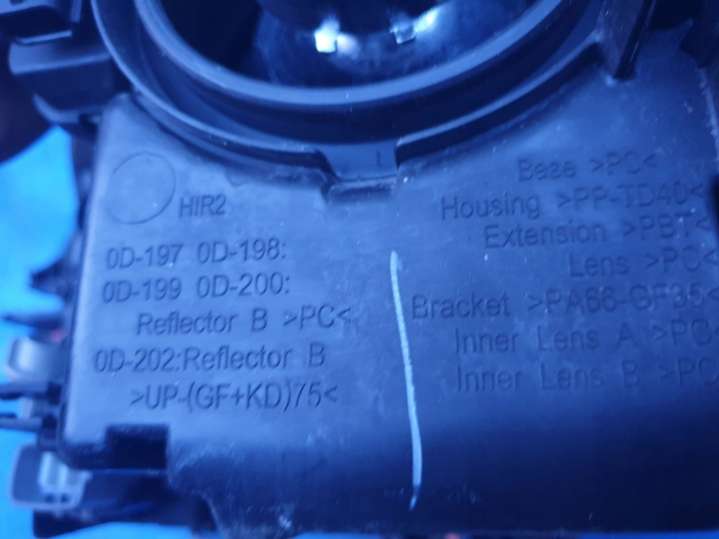 HIR2
0D-197 0D-198:
0D-199 0D-200:
Reflector B >PC<
0D-202:Reflector B
>UP-(GF+KD)75<
Beze >PC<
Housing >PP-TD40<
Extension >PBT<
Lens >PC<
Bracket >PA66-GF35<
Inner Lens A >PC
Inner Lens B >PC